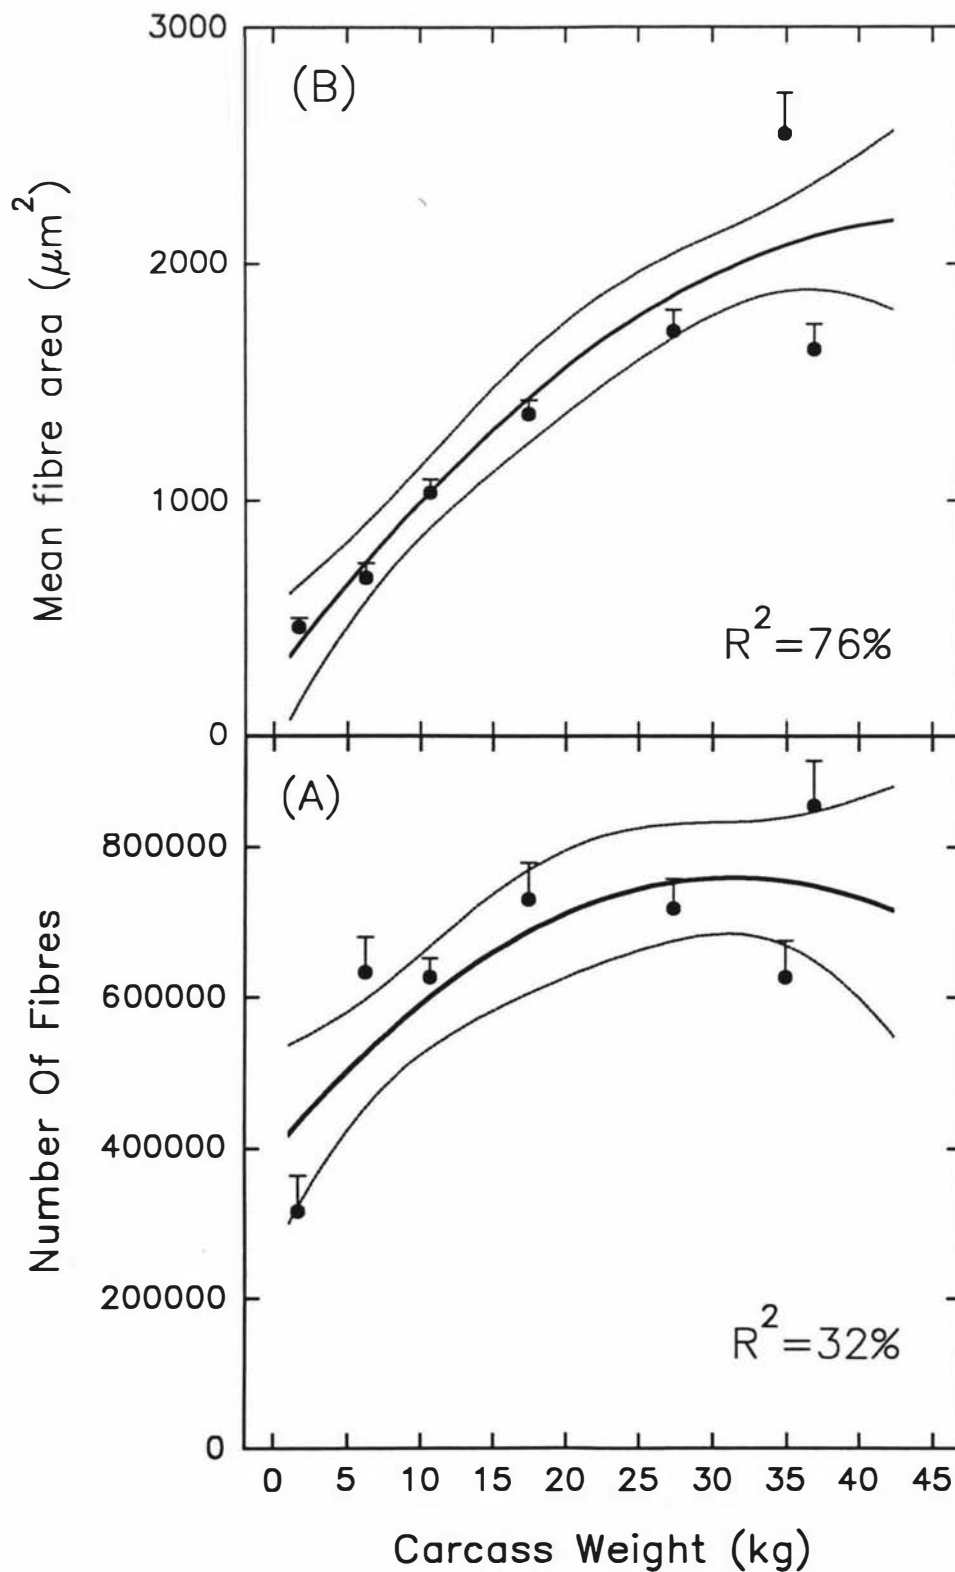 3000
(B)
Mean fibre area (μm²)
2000
1000
R²=76%
0
(A)
800000
Number Of Fibres
600000
400000
200000
R²=32%
0
0 5 10 15 20 25 30 35 40 45
Carcass Weight (kg)